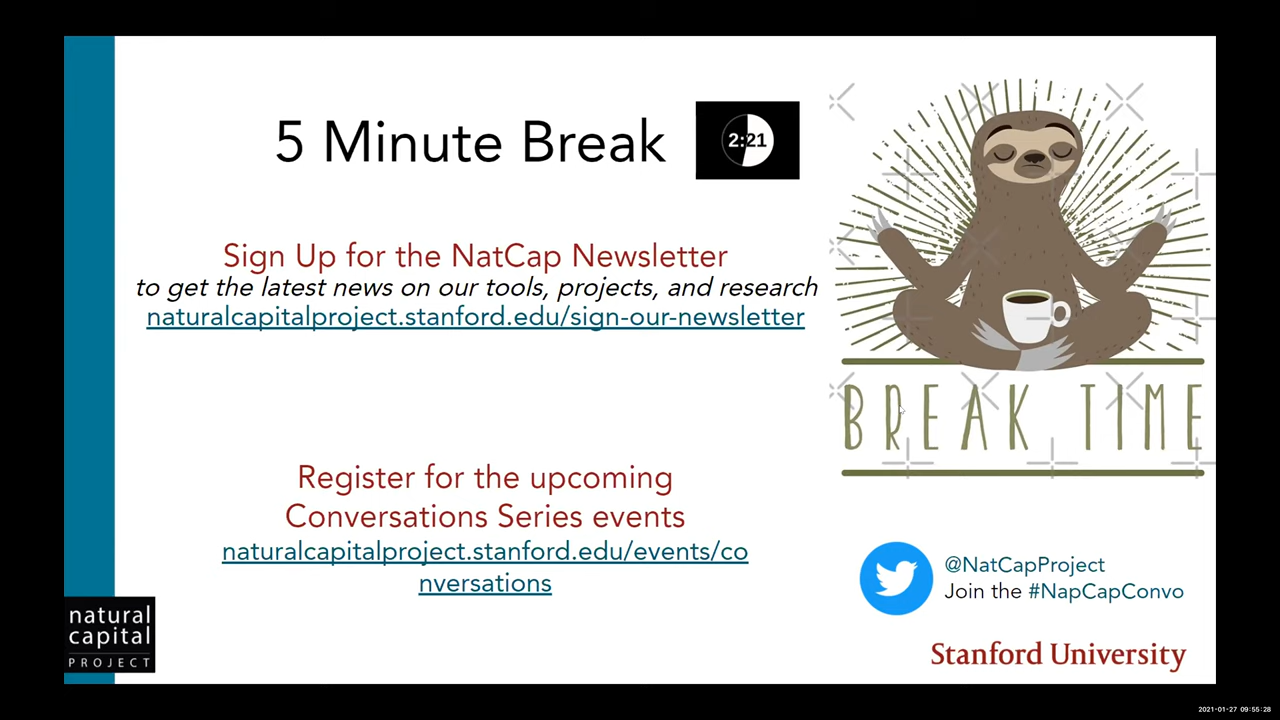 5 Minute Break
2:21
Sign Up for the NatCap Newsletter
to get the latest news on our tools, projects, and research
naturalcapitalproject.stanford.edu/sign-our-newsletter
BREAK TIME
Register for the upcoming
Conversations Series events
naturalcapitalproject.stanford.edu/events/co
nversations
@NatCapProject
Join the #NapCapConvo
natural
capital
PROJECT
Stanford University
2021-01-27 09:55:28